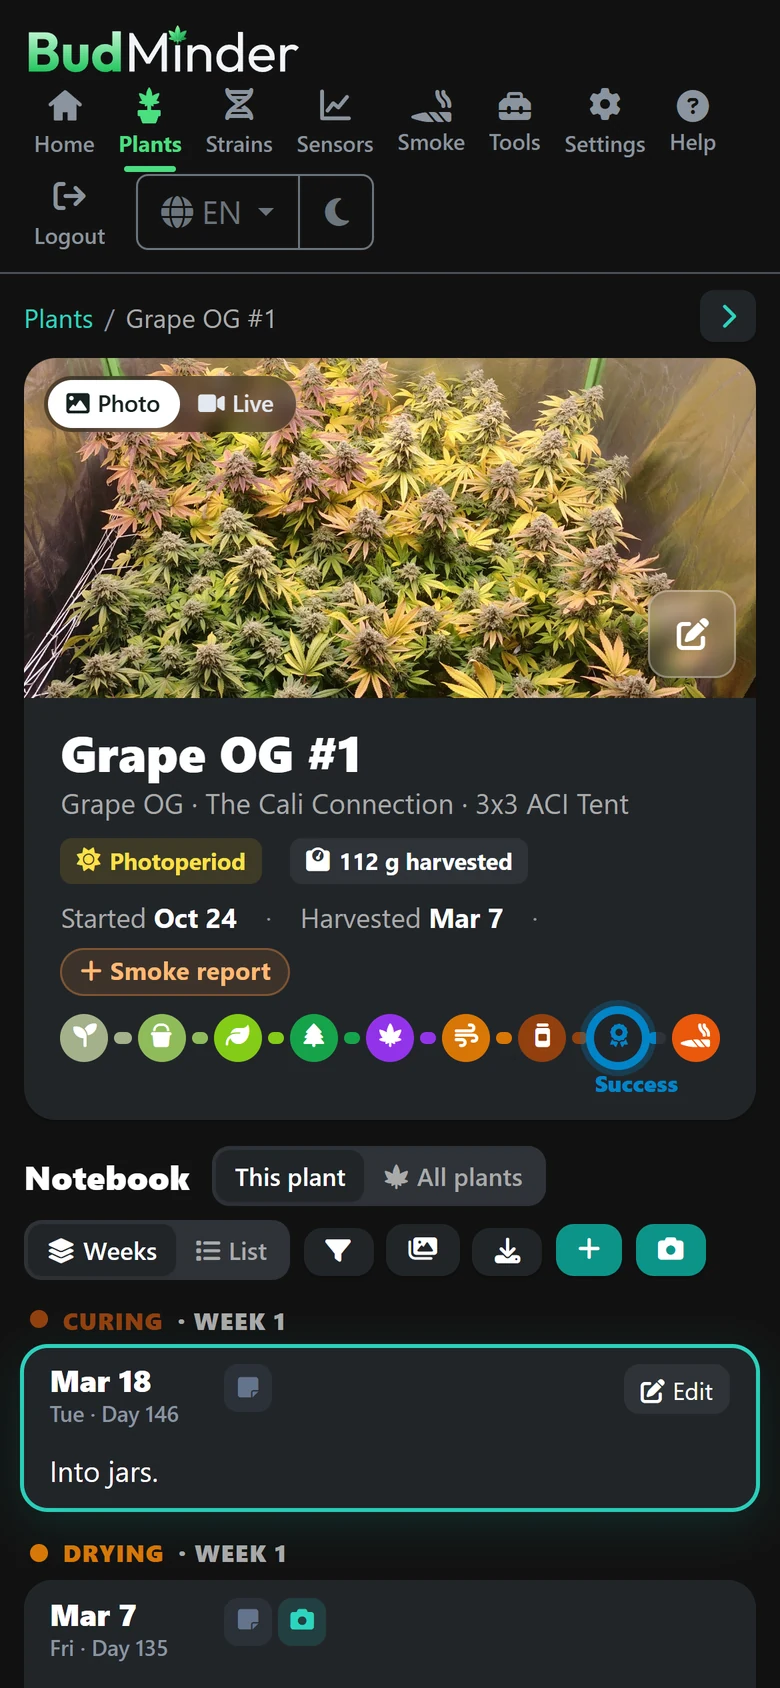 BudMinder
Home Plants Strains Sensors Smoke Tools Settings Help
Logout EN
Plants / Grape OG #1
Photo Live
Grape OG #1
Grape OG · The Cali Connection · 3x3 ACI Tent
Photoperiod 112 g harvested
Started Oct 24 · Harvested Mar 7 ·
+ Smoke report
Success
Notebook This plant All plants
Weeks List
CURING · WEEK 1
Mar 18 Edit
Tue · Day 146
Into jars.
DRYING · WEEK 1
Mar 7
Fri · Day 135